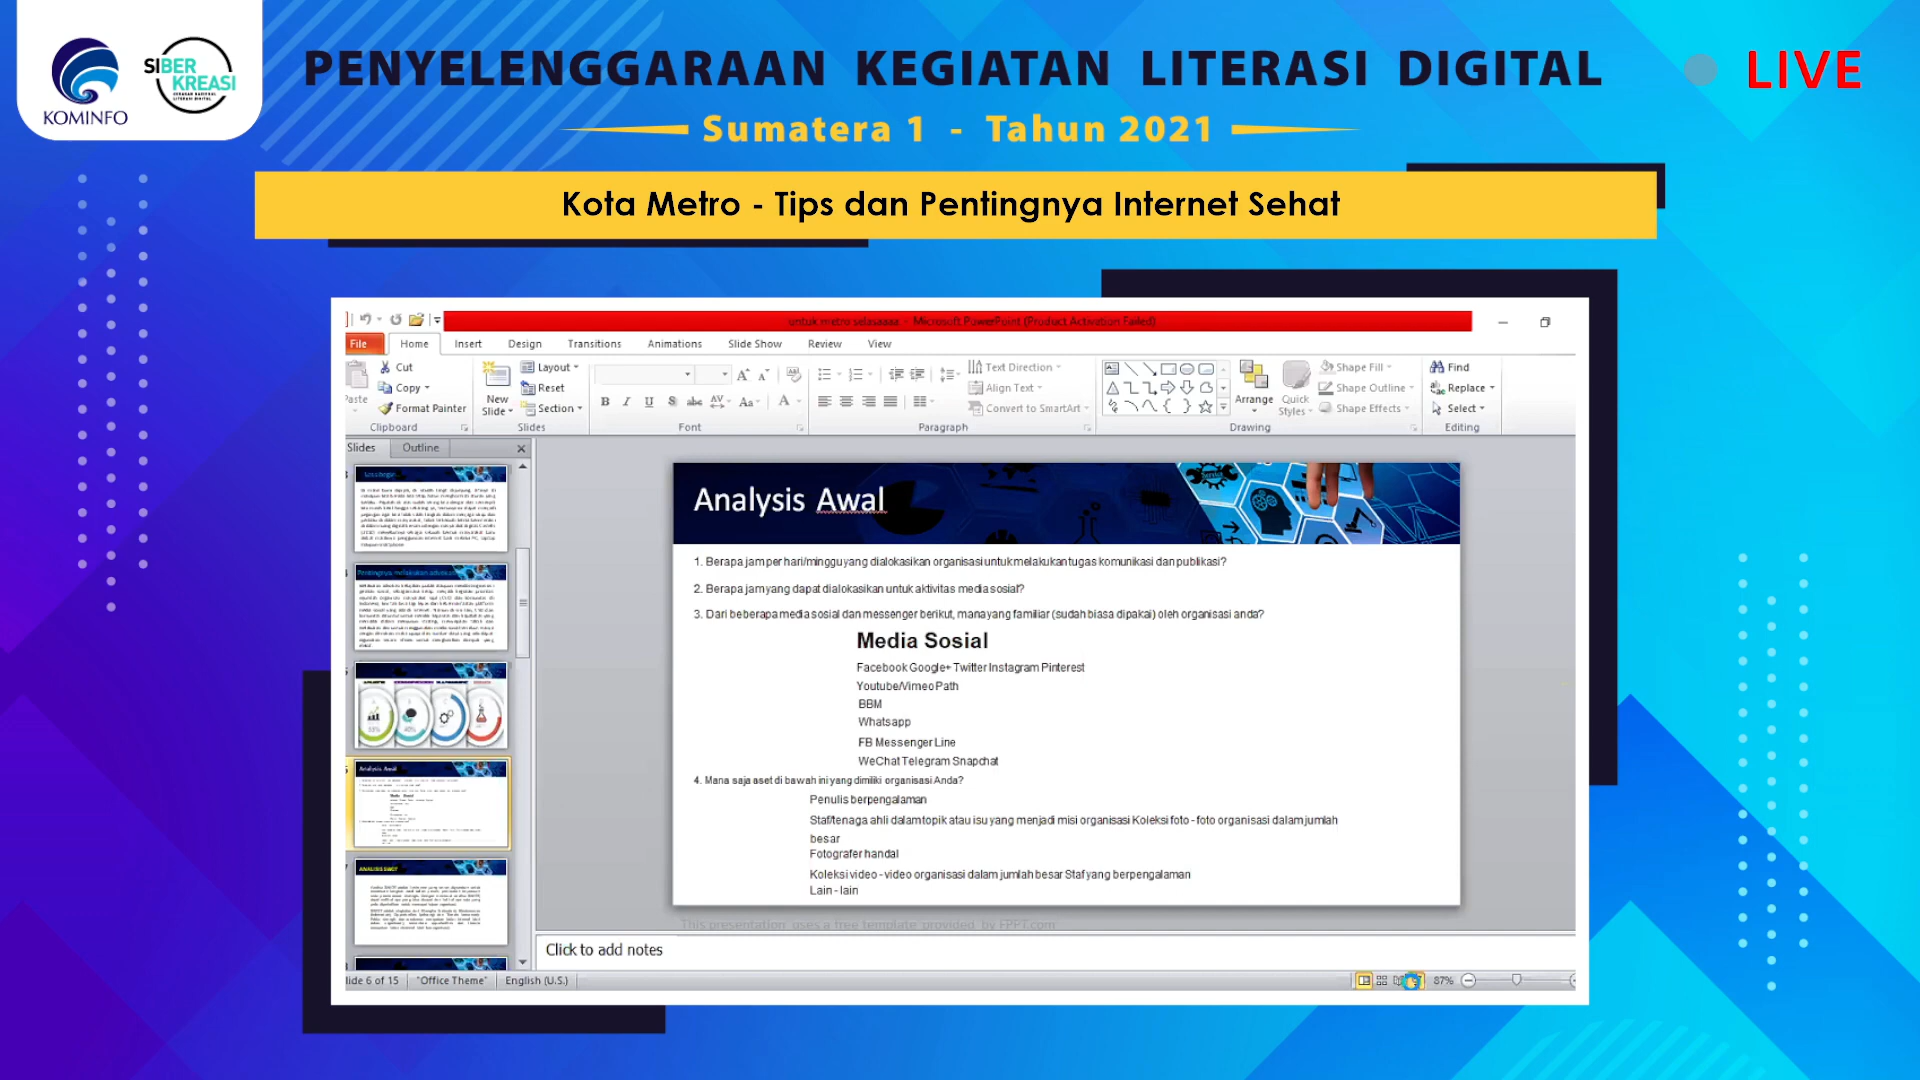 KOMINFO
SIBER
KREASI
PENYELENGGARAAN KEGIATAN LITERASI DIGITAL
LIVE
Sumatera 1 - Tahun 2021
Kota Metro - Tips dan Pentingnya Internet Sehat
untuk metro selasaaaa - Microsoft PowerPoint (Product Activation Failed)
File Home Insert Design Transitions Animations Slide Show Review View
Cut
Copy
Format Painter
Clipboard
New
Slide
Layout
Reset
Section
Slides
Font
Text Direction
Align Text
Convert to SmartArt
Paragraph
Arrange
Quick
Styles
Shape Fill
Shape Outline
Shape Effects
Drawing
Find
Replace
Select
Editing
Slides Outline
Analysis Awal
1. Berapa jam per hari/minggu yang dialokasikan organisasi untuk melakukan tugas komunikasi dan publikasi?
2. Berapa jam yang dapat dialokasikan untuk aktivitas media sosial?
3. Dari beberapa media sosial dan messenger berikut, mana yang familiar (sudah biasa dipakai) oleh organisasi anda?
Media Sosial
Facebook Google+ Twitter Instagram Pinterest
Youtube/Vimeo Path
BBM
Whatsapp
FB Messenger Line
WeChat Telegram Snapchat
4. Mana saja aset di bawah ini yang dimiliki organisasi Anda?
Penulis berpengalaman
Staf/tenaga ahli dalam topik atau isu yang menjadi misi organisasi Koleksi foto - foto organisasi dalam jumlah
besar
Fotografer handal
Koleksi video - video organisasi dalam jumlah besar Staf yang berpengalaman
Lain - lain
This presentation uses a free template provided by FPPT.com
Click to add notes
lide 6 of 15 "Office Theme" English (U.S.) 87%